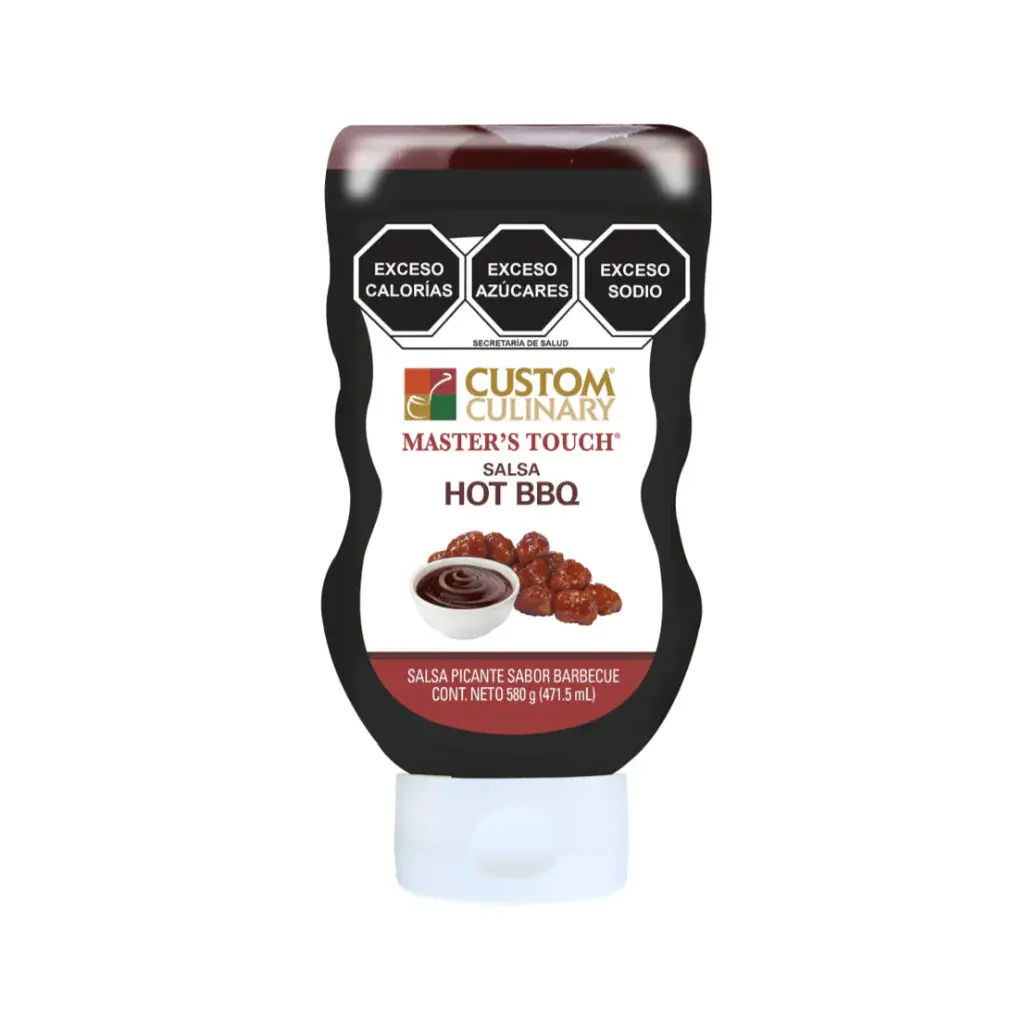 EXCESO CALORÍAS
EXCESO AZÚCARES
EXCESO SODIO
SECRETARÍA DE SALUD
CUSTOM®
CULINARY
MASTER'S TOUCH®
SALSA
HOT BBQ
SALSA PICANTE SABOR BARBECUE
CONT. NETO 580 g (471.5 mL)